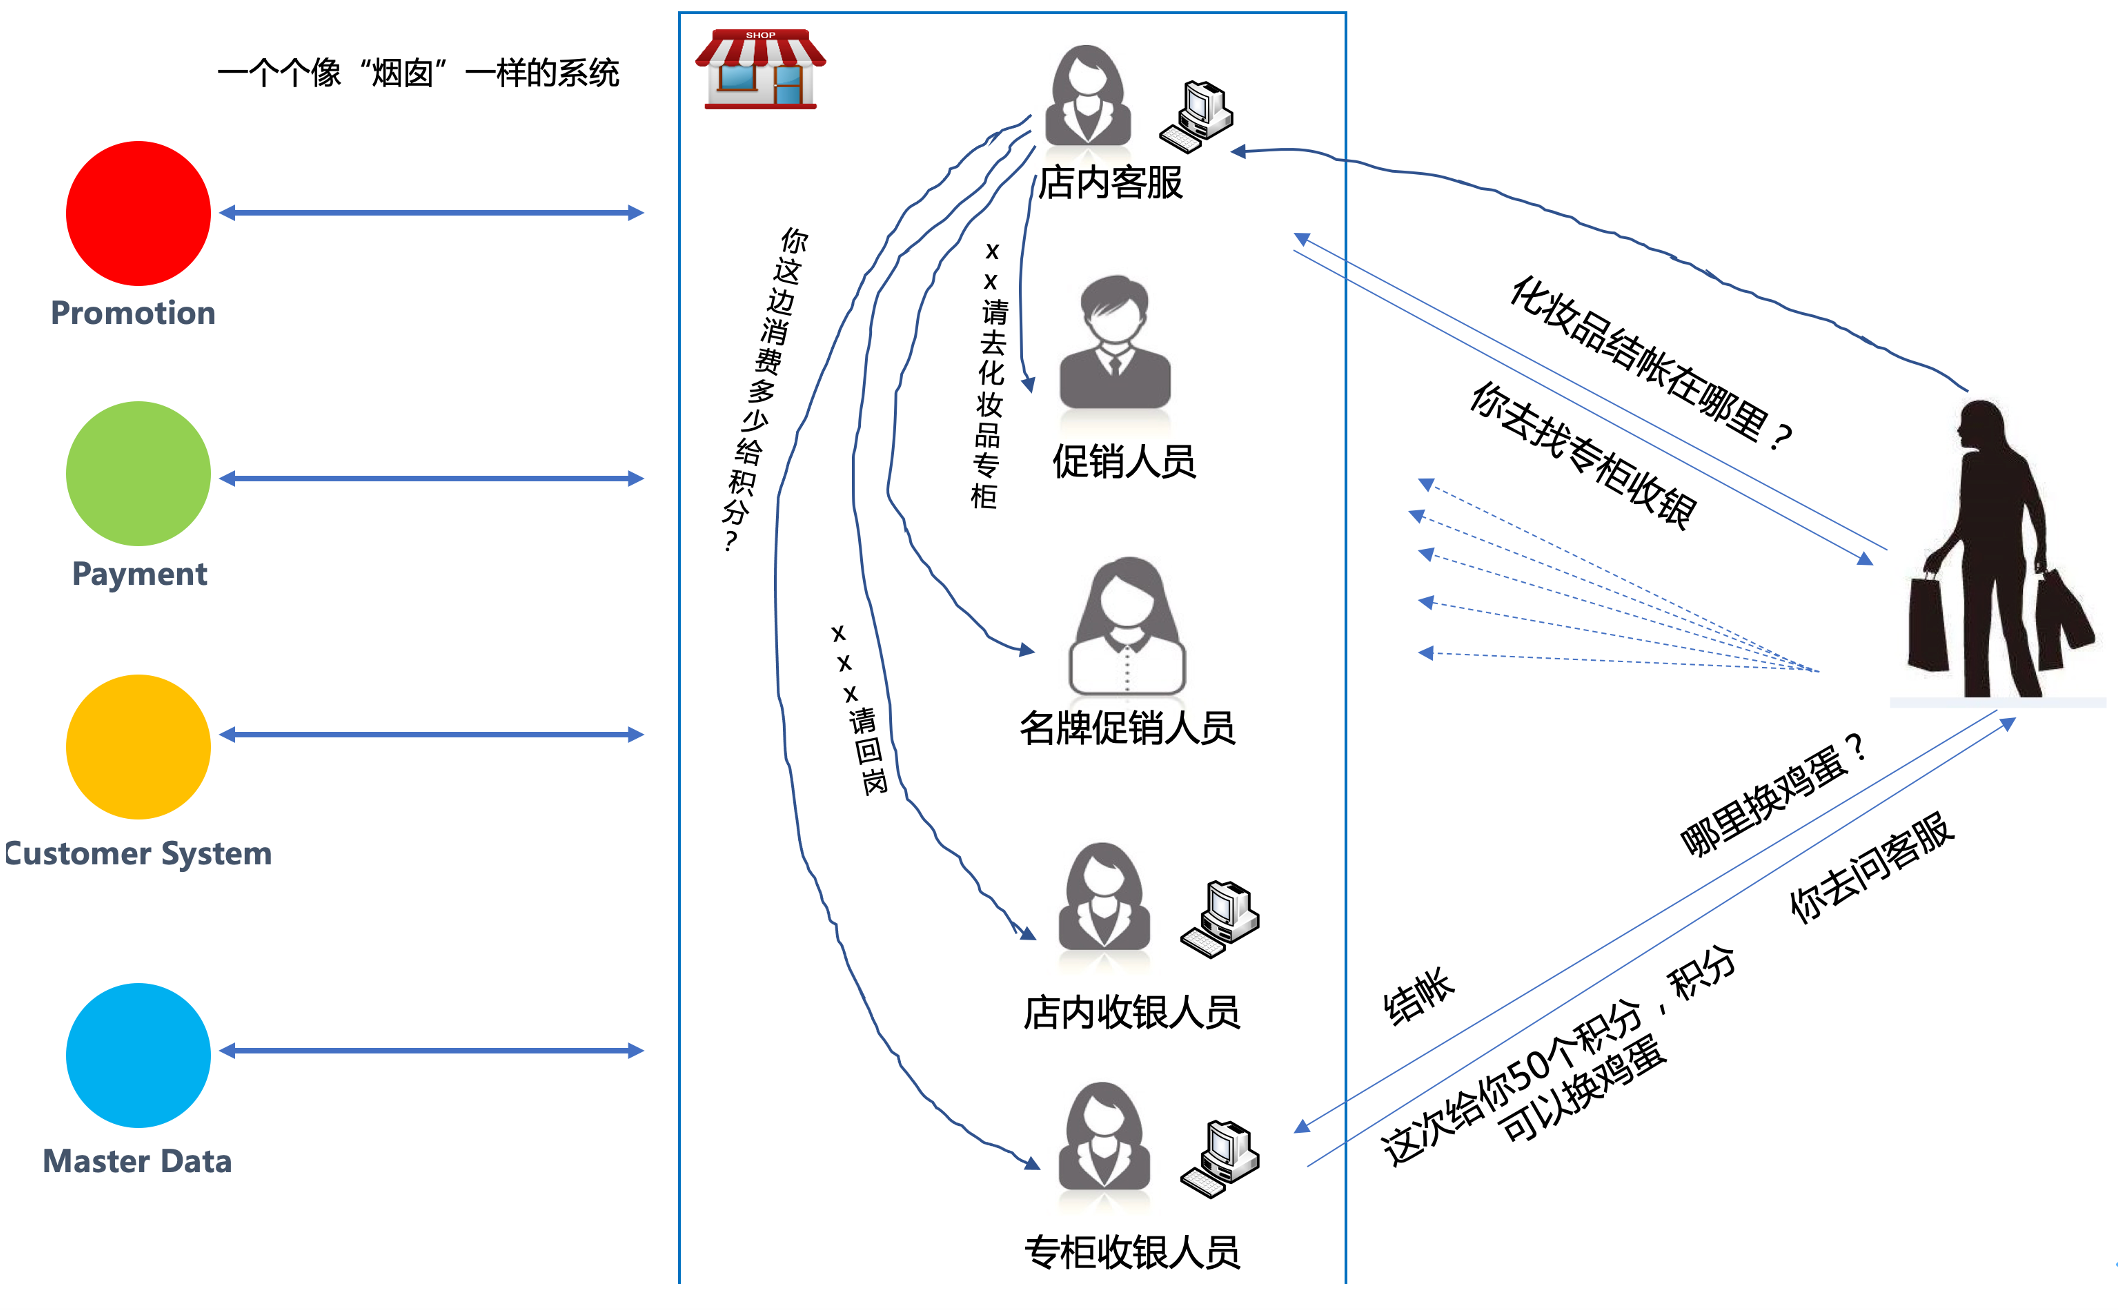 一个个像“烟囱”一样的系统
SHOP
Promotion
Payment
Customer System
Master Data
店内客服
促销人员
名牌促销人员
店内收银人员
专柜收银人员
你这边消费多少给积分？
xx请去化妆品专柜
xxx请回岗
化妆品结帐在哪里？
你去找专柜收银
哪里换鸡蛋？
你去问客服
结帐
这次给你50个积分，积分
可以换鸡蛋